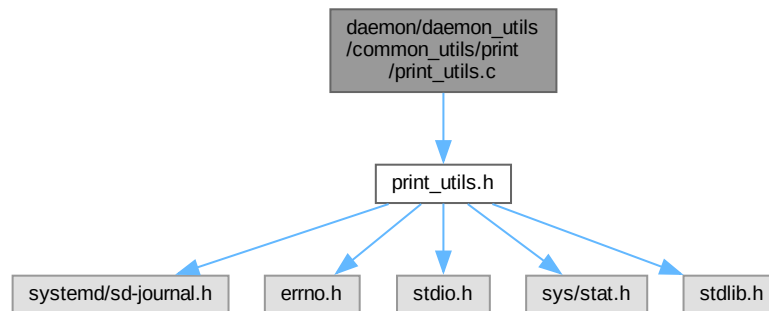 daemon/daemon_utils
/common_utils/print
/print_utils.c
print_utils.h
systemd/sd-journal.h
errno.h
stdio.h
sys/stat.h
stdlib.h